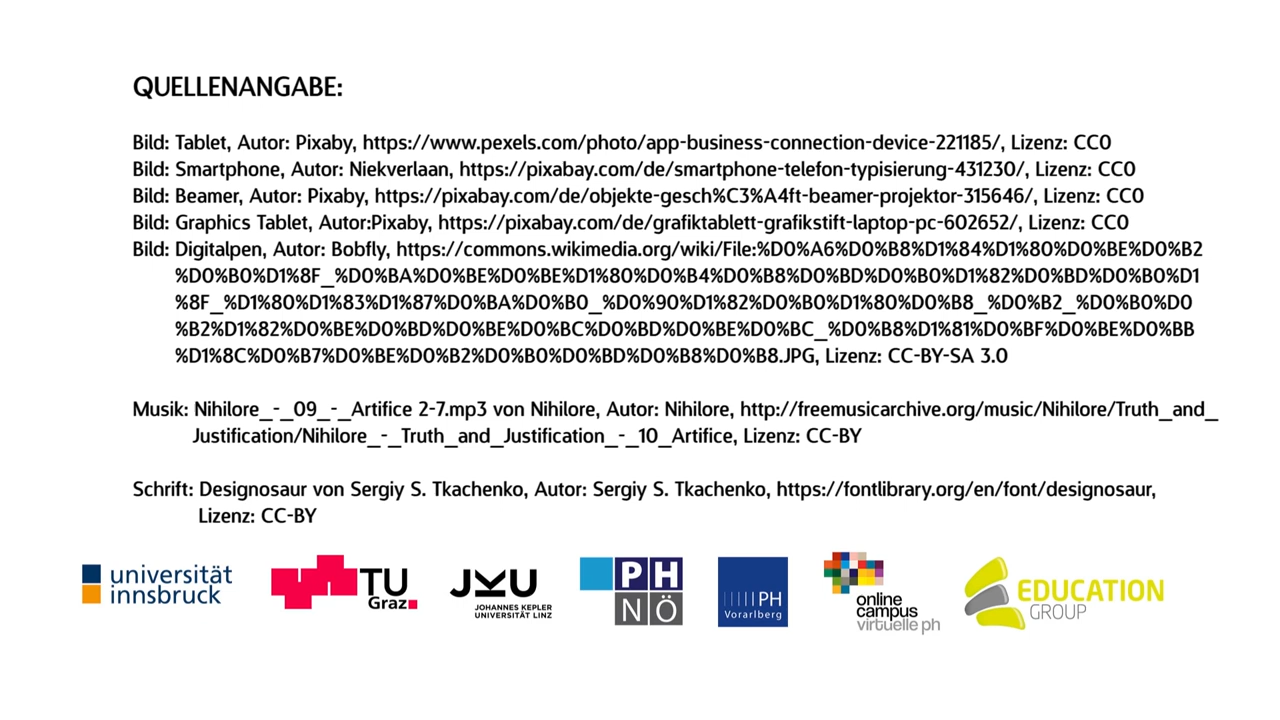 QUELLENANGABE:
Bild: Tablet, Autor: Pixaby, https://www.pexels.com/photo/app-business-connection-device-221185/, Lizenz: CC0
Bild: Smartphone, Autor: Niekverlaan, https://pixabay.com/de/smartphone-telefon-typisierung-431230/, Lizenz: CC0
Bild: Beamer, Autor: Pixaby, https://pixabay.com/de/objekte-gesch%C3%A4ft-beamer-projektor-315646/, Lizenz: CC0
Bild: Graphics Tablet, Autor:Pixaby, https://pixabay.com/de/grafiktablett-grafikstift-laptop-pc-602652/, Lizenz: CC0
Bild: Digitalpen, Autor: Bobfly, https://commons.wikimedia.org/wiki/File:%D0%A6%D0%B8%D1%84%D1%80%D0%BE%D0%B2
%D0%B0%D1%8F_%D0%BA%D0%BE%D0%BE%D1%80%D0%B4%D0%B8%D0%BD%D0%B0%D1%82%D0%BD%D0%B0%D1
%8F_%D1%80%D1%83%D1%87%D0%BA%D0%B0_%D0%90%D1%82%D0%B0%D1%80%D0%B8_%D0%B2_%D0%B0%D0
%B2%D1%82%D0%BE%D0%BD%D0%BE%D0%BC%D0%BD%D0%BE%D0%BC_%D0%B8%D1%81%D0%BF%D0%BE%D0%BB
%D1%8C%D0%B7%D0%BE%D0%B2%D0%B0%D0%BD%D0%B8%D0%B8.JPG, Lizenz: CC-BY-SA 3.0
Musik: Nihilore_-_09_-_Artifice 2-7.mp3 von Nihilore, Autor: Nihilore, http://freemusicarchive.org/music/Nihilore/Truth_and_
Justification/Nihilore_-_Truth_and_Justification_-_10_Artifice, Lizenz: CC-BY
Schrift: Designosaur von Sergiy S. Tkachenko, Autor: Sergiy S. Tkachenko, https://fontlibrary.org/en/font/designosaur,
Lizenz: CC-BY
universität
innsbruck
TU
Graz
JKU
JOHANNES KEPLER
UNIVERSITÄT LINZ
PH
NÖ
PH
Vorarlberg
online
campus
virtuelle ph
EDUCATION
GROUP